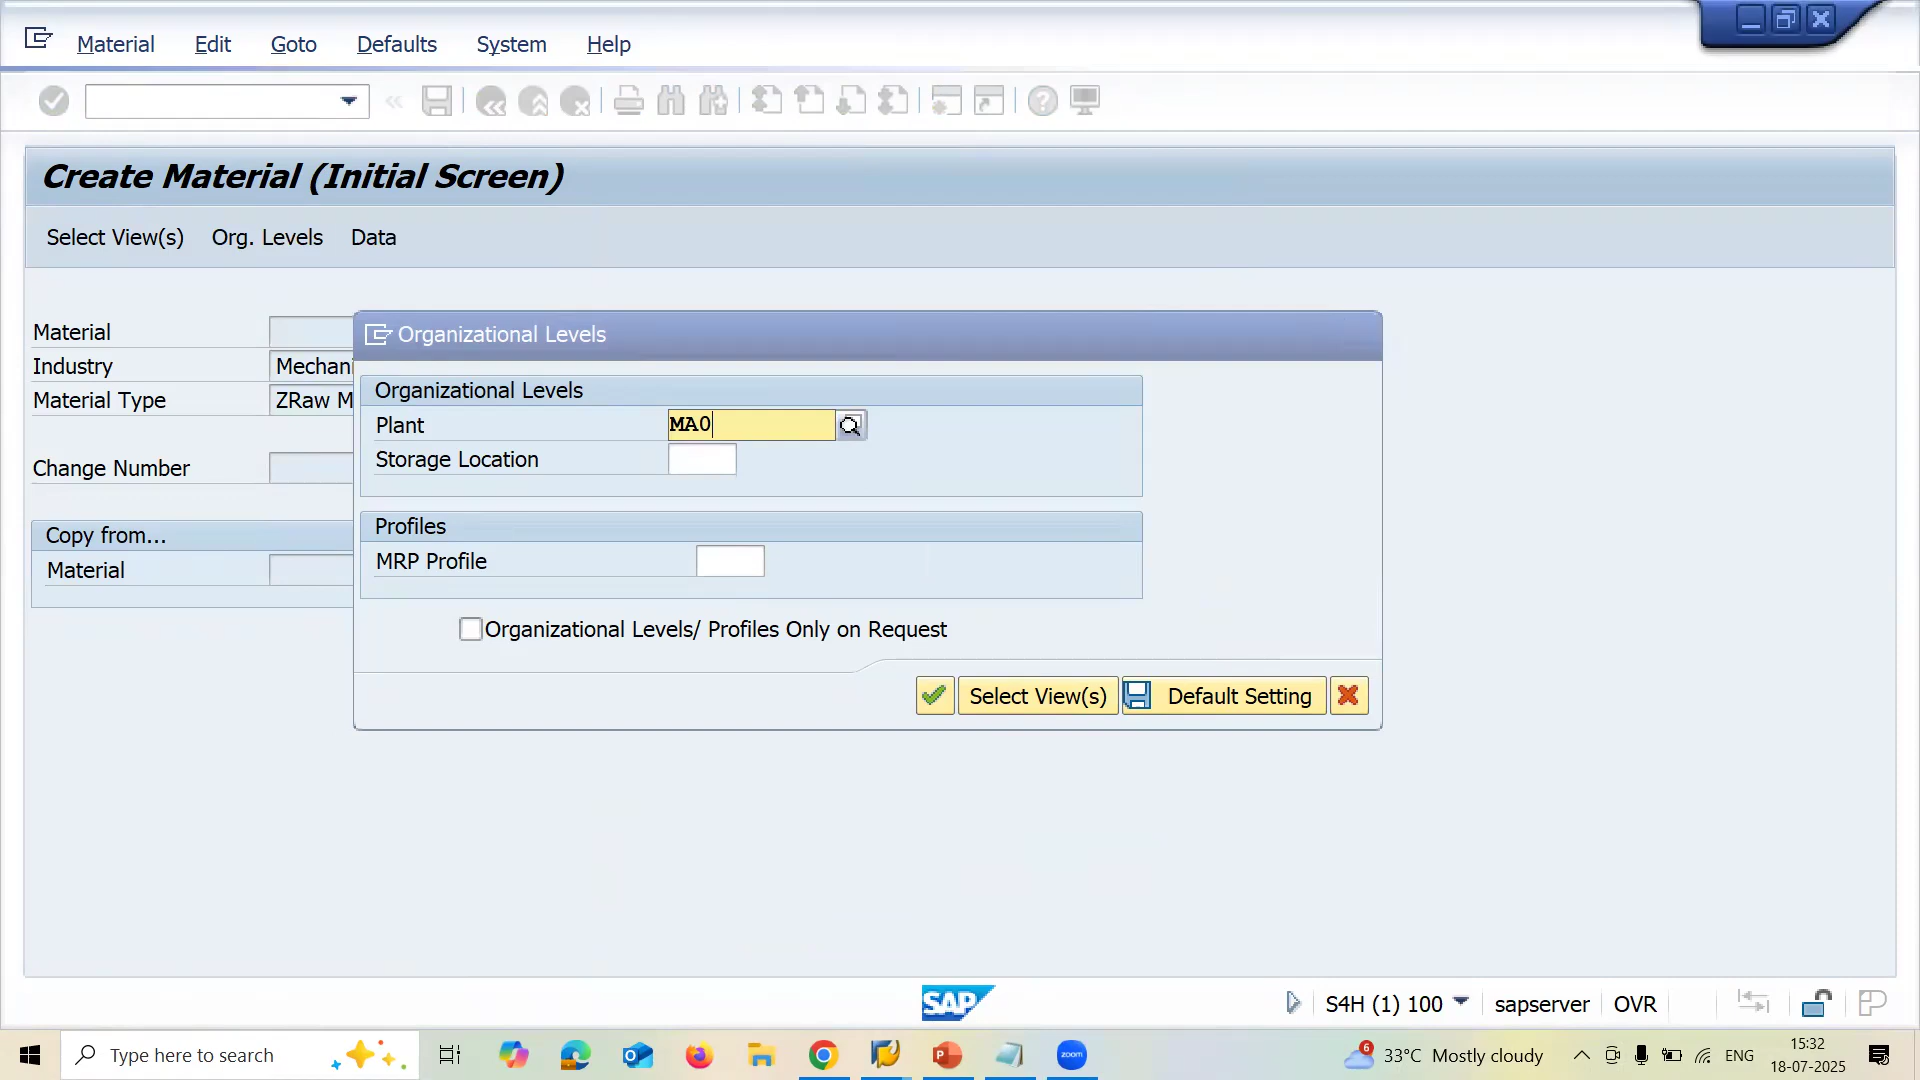 Material Edit Goto Defaults System Help
Create Material (Initial Screen)
Select View(s) Org. Levels Data
Material
Industry Mechani
Material Type ZRaw M
Change Number
Copy from...
Material
Organizational Levels
Organizational Levels
Plant MA0
Storage Location
Profiles
MRP Profile
Organizational Levels/ Profiles Only on Request
Select View(s) Default Setting
SAP S4H (1) 100 sapserver OVR
Type here to search zoom 6 33°C Mostly cloudy ENG 15:32
18-07-2025